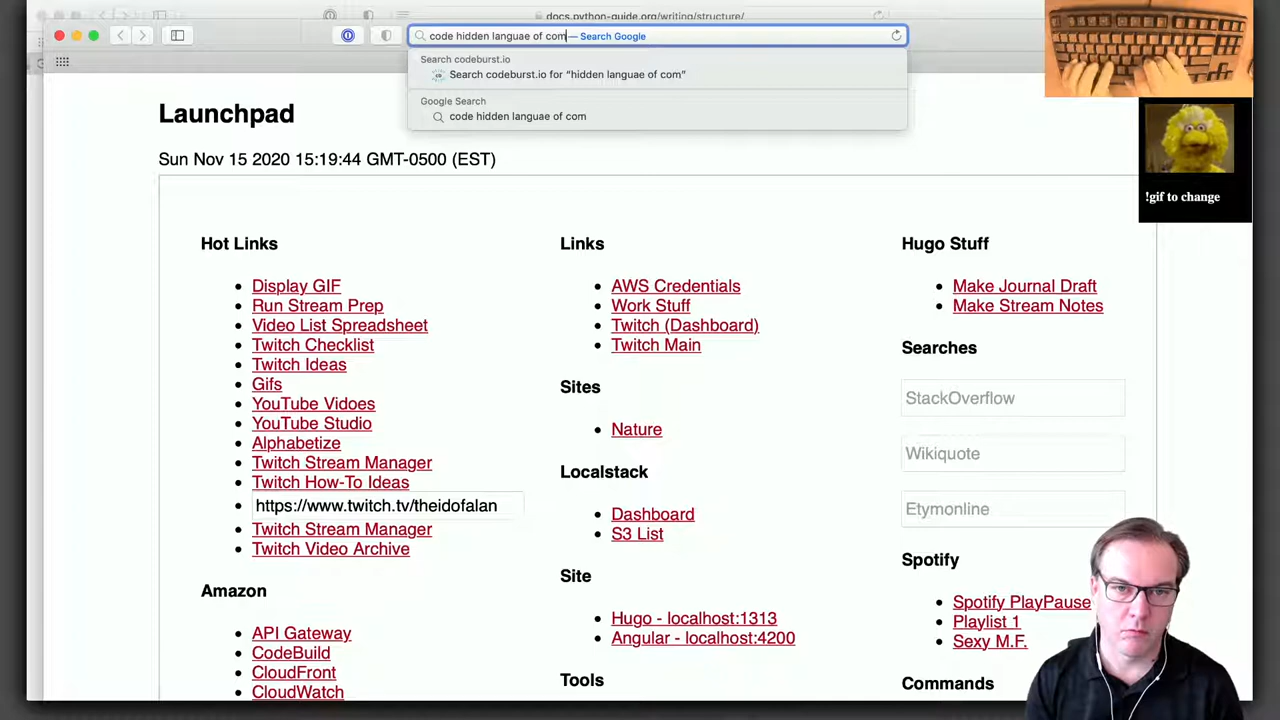 docs.python-guide.org/writing/structure/
code hidden languae of com — Search Google
Search codeburst.io
Search codeburst.io for “hidden languae of com”
Google Search
code hidden languae of com
Launchpad
Sun Nov 15 2020 15:19:44 GMT-0500 (EST)
!gif to change
Hot Links
Display GIF
Run Stream Prep
Video List Spreadsheet
Twitch Checklist
Twitch Ideas
Gifs
YouTube Vidoes
YouTube Studio
Alphabetize
Twitch Stream Manager
Twitch How-To Ideas
https://www.twitch.tv/theidofalan
Twitch Stream Manager
Twitch Video Archive
Amazon
API Gateway
CodeBuild
CloudFront
CloudWatch
Links
AWS Credentials
Work Stuff
Twitch (Dashboard)
Twitch Main
Sites
Nature
Localstack
Dashboard
S3 List
Site
Hugo - localhost:1313
Angular - localhost:4200
Tools
Hugo Stuff
Make Journal Draft
Make Stream Notes
Searches
StackOverflow
Wikiquote
Etymonline
Spotify
Spotify PlayPause
Playlist 1
Sexy M.F.
Commands